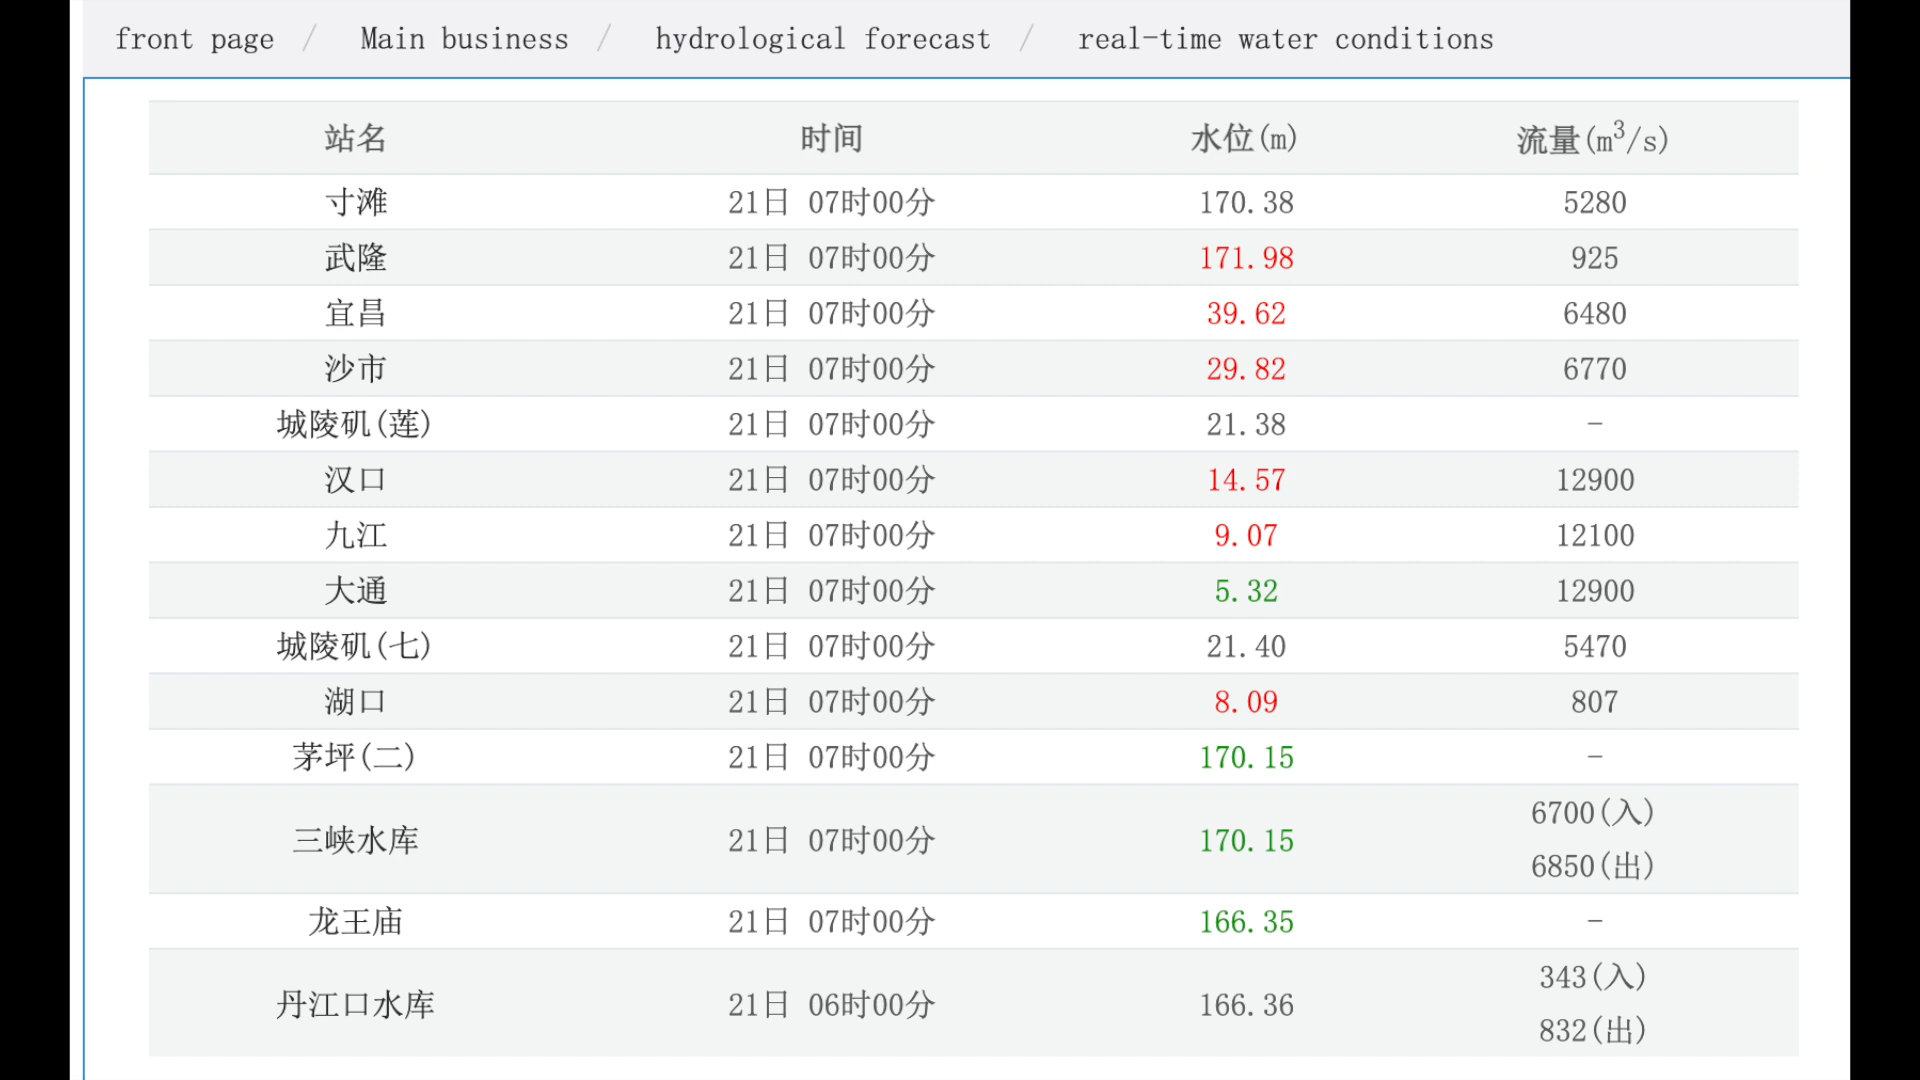 front page / Main business / hydrological forecast / real-time water conditions
站名 时间 水位(m) 流量(m³/s)
寸滩 21日 07时00分 170.38 5280
武隆 21日 07时00分 171.98 925
宜昌 21日 07时00分 39.62 6480
沙市 21日 07时00分 29.82 6770
城陵矶(莲) 21日 07时00分 21.38 -
汉口 21日 07时00分 14.57 12900
九江 21日 07时00分 9.07 12100
大通 21日 07时00分 5.32 12900
城陵矶(七) 21日 07时00分 21.40 5470
湖口 21日 07时00分 8.09 807
茅坪(二) 21日 07时00分 170.15 -
三峡水库 21日 07时00分 170.15 6700(入)
6850(出)
龙王庙 21日 07时00分 166.35 -
丹江口水库 21日 06时00分 166.36 343(入)
832(出)